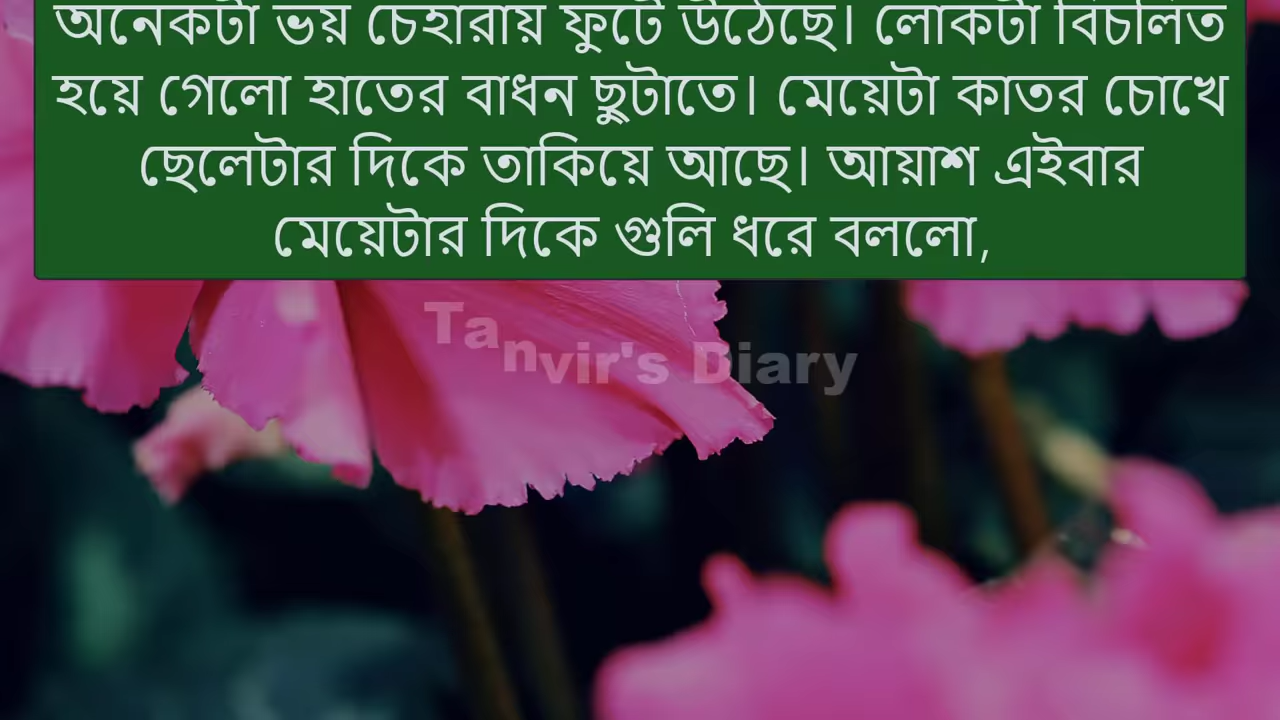 অনেকটা ভয় চেহারায় ফুটে উঠেছে। লোকটা বিচলিত
হয়ে গেলো হাতের বাধন ছুটাতে। মেয়েটা কাতর চোখে
ছেলেটার দিকে তাকিয়ে আছে। আয়াশ এইবার
মেয়েটার দিকে গুলি ধরে বললো,
Tanvir's Diary